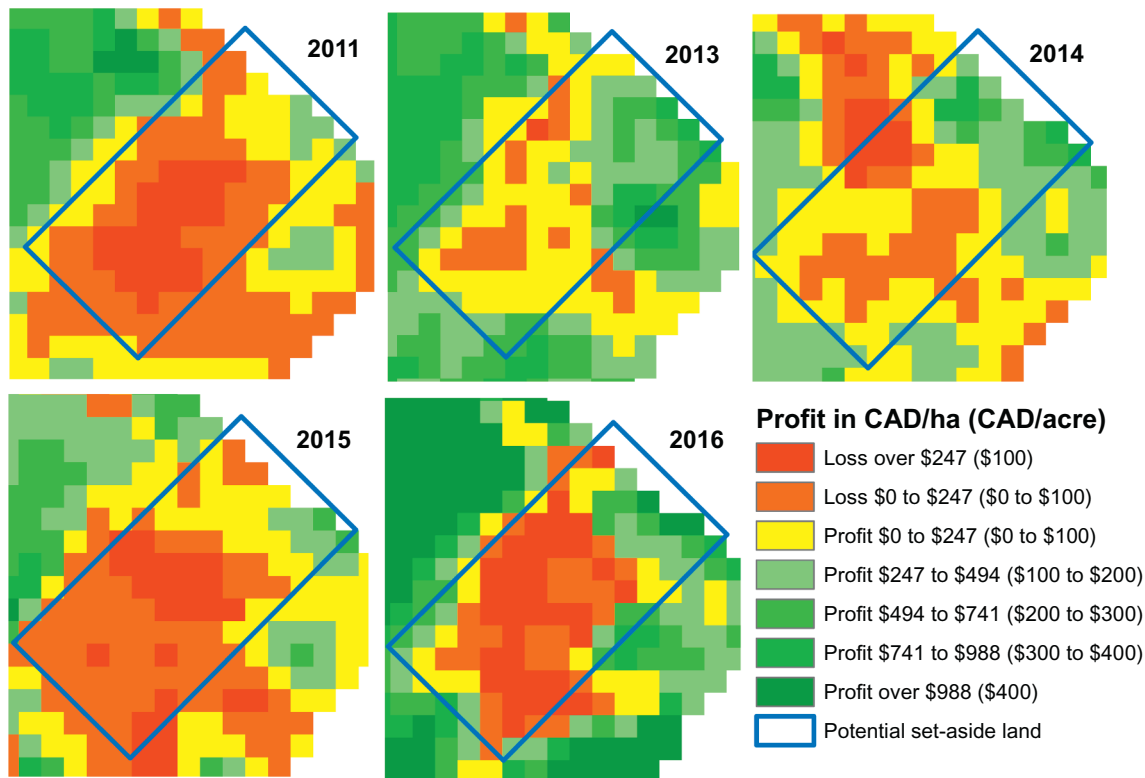 2011
2013
2014
2015
2016
Profit in CAD/ha (CAD/acre)
Loss over $247 ($100)
Loss $0 to $247 ($0 to $100)
Profit $0 to $247 ($0 to $100)
Profit $247 to $494 ($100 to $200)
Profit $494 to $741 ($200 to $300)
Profit $741 to $988 ($300 to $400)
Profit over $988 ($400)
Potential set-aside land